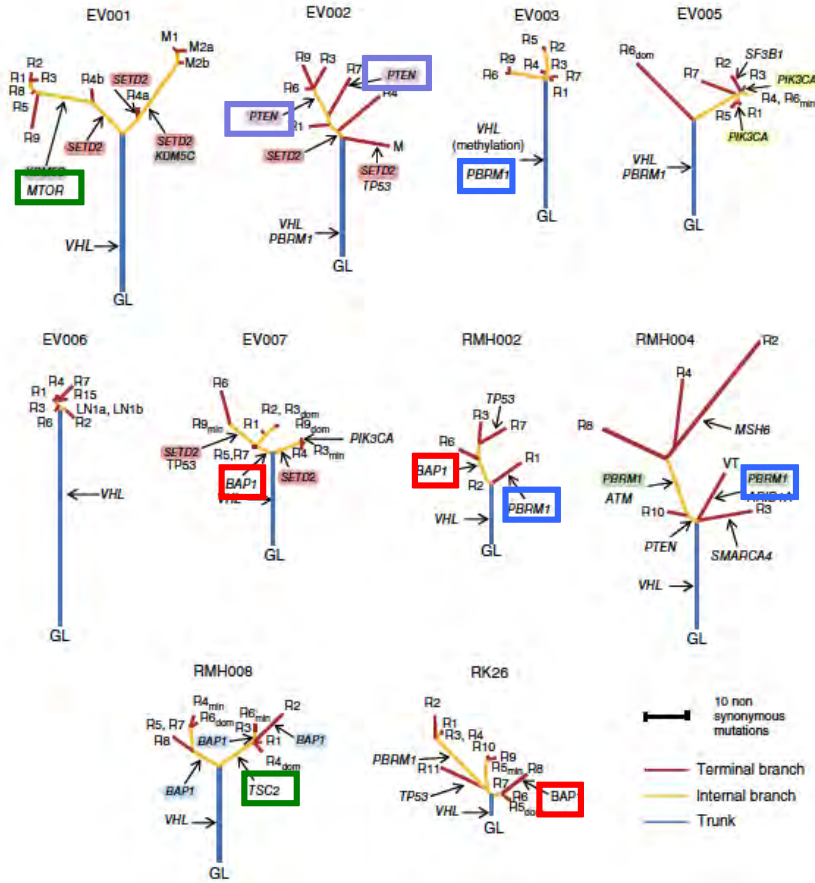 EV001
M1
M2a
M2b
R2
R1
R3
R8
R5
R9
R4b
SETD2
R4a
SETD2
SETD2
KDM5C
KDM5C
MTOR
VHL
GL
EV002
R9
R3
R7
PTEN
R6
R4
PTEN
R1
SETD2
M
SETD2
TP53
VHL
PBRM1
GL
EV003
R5
R2
R9
R4
R3
R6
R7
R1
VHL
(methylation)
PBRM1
GL
EV005
R6dom
R2
SF3B1
R7
R3
PIK3CA
R4, R6min
R5
R1
PIK3CA
VHL
PBRM1
GL
EV006
R4
R7
R1
R15
R3
LN1a, LN1b
R6
R2
VHL
GL
EV007
R6
R9min
R1
R2, R3dom
R9dom
PIK3CA
SETD2
TP53
R5, R7
R4
R3min
BAP1
SETD2
VHL
GL
RMH002
TP53
R3
R7
R6
BAP1
R1
R2
PBRM1
VHL
GL
RMH004
R2
R4
R8
MSH6
VT
PBRM1
ATM
PBRM1
ARID1A
R10
R3
PTEN
SMARCA4
VHL
GL
RMH008
R4min
R6dom
R5, R7
R8
R6min
R2
R3
BAP1
R1
BAP1
R4dom
BAP1
TSC2
VHL
GL
RK26
R2
R1
R3, R4
R10
R9
PBRM1
R5min
R11
R8
R7
TP53
R6
BAP
R5do
VHL
GL
10 non
synonymous
mutations
Terminal branch
Internal branch
Trunk